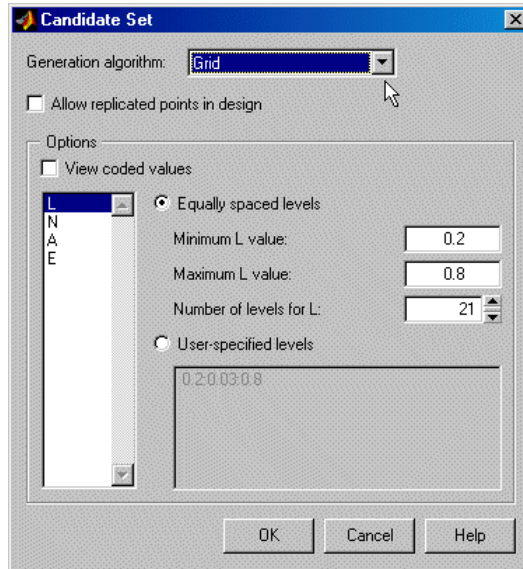 Candidate Set
Generation algorithm: Grid
Allow replicated points in design
Options
View coded values
L
N
A
E
Equally spaced levels
Minimum L value: 0.2
Maximum L value: 0.8
Number of levels for L: 21
User-specified levels
0.2:0.03:0.8
OK Cancel Help